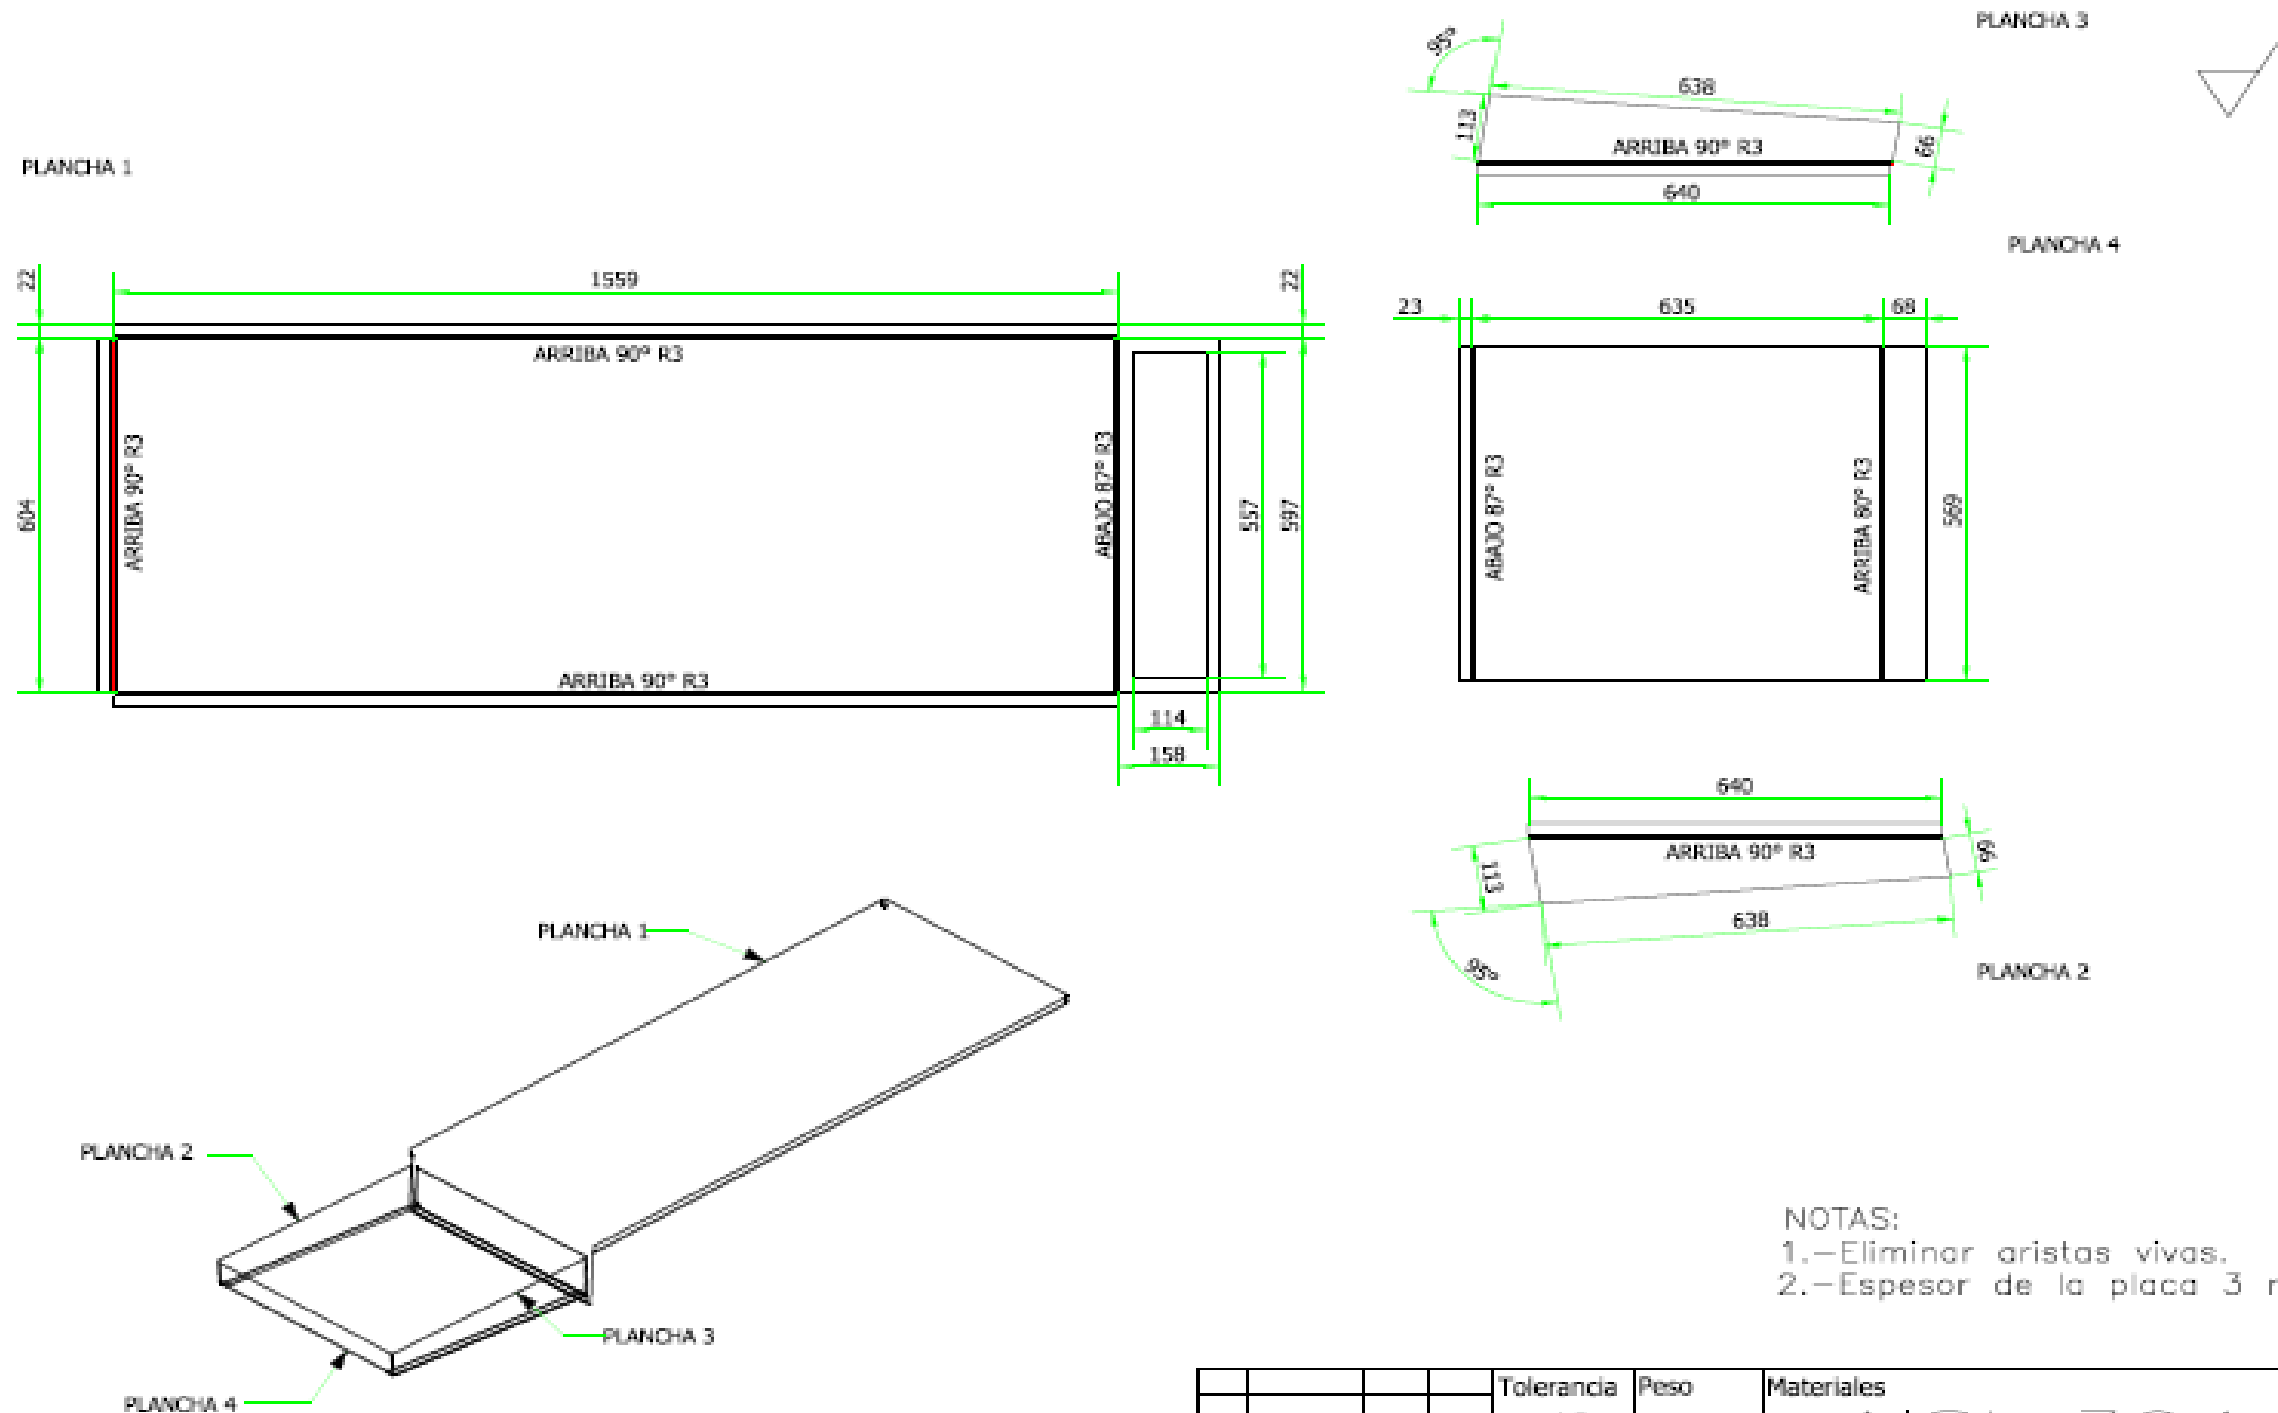 PLANCHA 3
95°
638
113
ARRIBA 90° R3
66
640
PLANCHA 1
PLANCHA 4
22
1559
22
23
635
68
ARRIBA 90° R3
604
ARRIBA 90° R3
ABAJO 87° R3
557
597
ABAJO 87° R3
ARRIBA 80° R3
569
ARRIBA 90° R3
114
158
640
ARRIBA 90° R3
66
113
638
95°
PLANCHA 2
PLANCHA 1
PLANCHA 2
PLANCHA 3
PLANCHA 4
NOTAS:
1.-Eliminar aristas vivas.
2.-Espesor de la placa 3
Tolerancia Peso Materiales